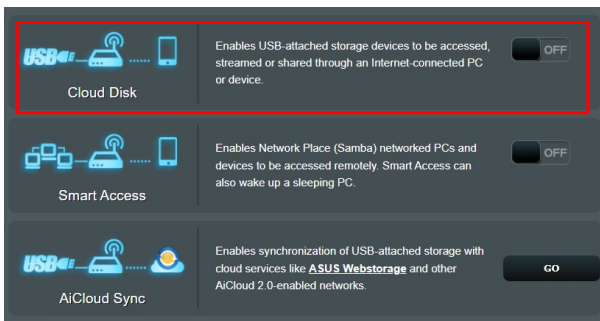 USB
Cloud Disk
Enables USB-attached storage devices to be accessed,
streamed or shared through an Internet-connected PC
or device.
OFF
Smart Access
Enables Network Place (Samba) networked PCs and
devices to be accessed remotely. Smart Access can
also wake up a sleeping PC.
OFF
USB
AiCloud Sync
Enables synchronization of USB-attached storage with
cloud services like ASUS Webstorage and other
AiCloud 2.0-enabled networks.
GO